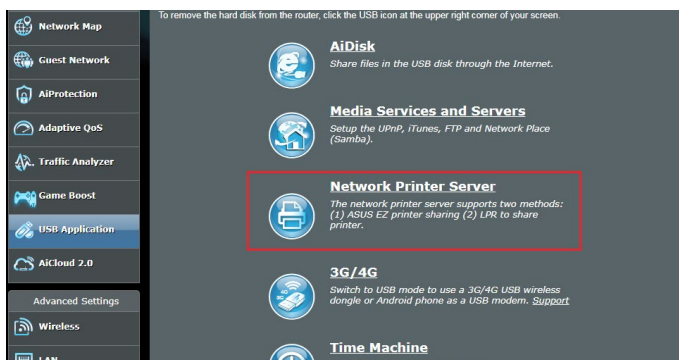 To remove the hard disk from the router, click the USB icon at the upper right corner of your screen.
Network Map
Guest Network
AiProtection
Adaptive QoS
Traffic Analyzer
Game Boost
USB Application
AiCloud 2.0
Advanced Settings
Wireless
LAN
AiDisk
Share files in the USB disk through the Internet.
Media Services and Servers
Setup the UPnP, iTunes, FTP and Network Place
(Samba).
Network Printer Server
The network printer server supports two methods:
(1) ASUS EZ printer sharing (2) LPR to share
printer.
3G/4G
Switch to USB mode to use a 3G/4G USB wireless
dongle or Android phone as a USB modem. Support
Time Machine